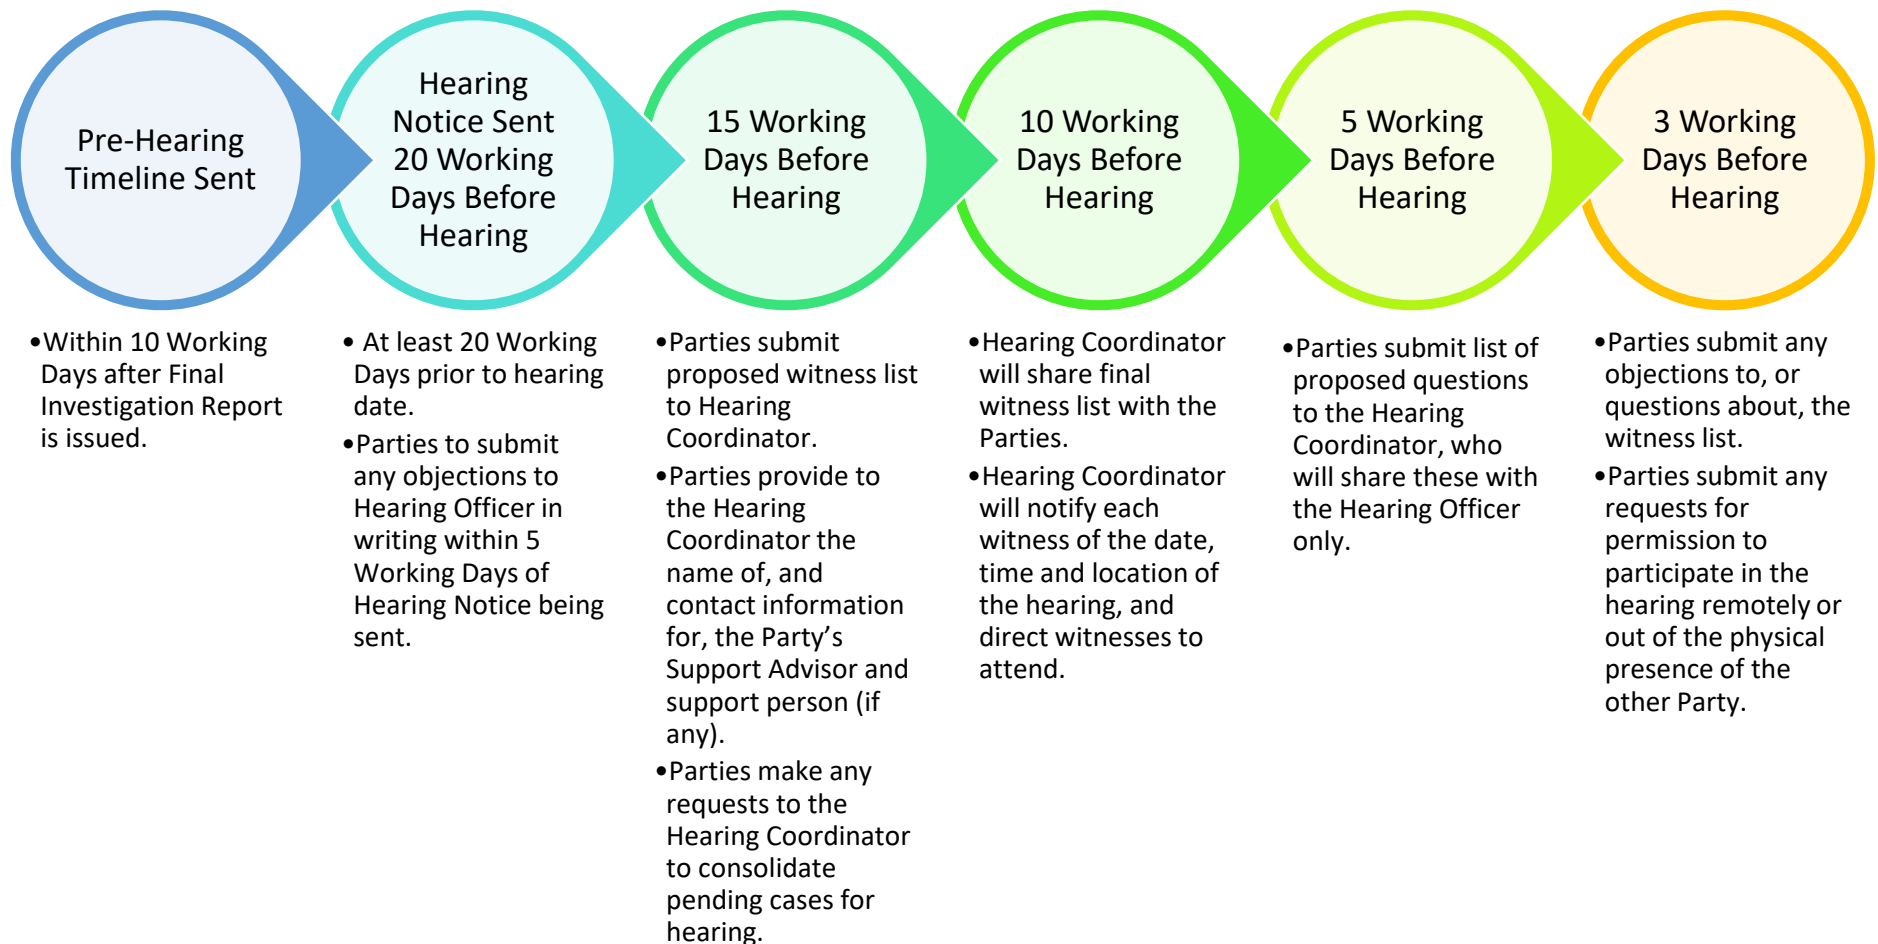 Pre-Hearing
Timeline Sent
Hearing
Notice Sent
20 Working
Days Before
Hearing
15 Working
Days Before
Hearing
10 Working
Days Before
Hearing
5 Working
Days Before
Hearing
3 Working
Days Before
Hearing
•Within 10 Working
Days after Final
Investigation Report
is issued.
• At least 20 Working
Days prior to hearing
date.
•Parties to submit
any objections to
Hearing Officer in
writing within 5
Working Days of
Hearing Notice being
sent.
•Parties submit
proposed witness list
to Hearing
Coordinator.
•Parties provide to
the Hearing
Coordinator the
name of, and
contact information
for, the Party’s
Support Advisor and
support person (if
any).
•Parties make any
requests to the
Hearing Coordinator
to consolidate
pending cases for
hearing.
•Hearing Coordinator
will share final
witness list with the
Parties.
•Hearing Coordinator
will notify each
witness of the date,
time and location of
the hearing, and
direct witnesses to
attend.
•Parties submit list of
proposed questions
to the Hearing
Coordinator, who
will share these with
the Hearing Officer
only.
•Parties submit any
objections to, or
questions about, the
witness list.
•Parties submit any
requests for
permission to
participate in the
hearing remotely or
out of the physical
presence of the
other Party.